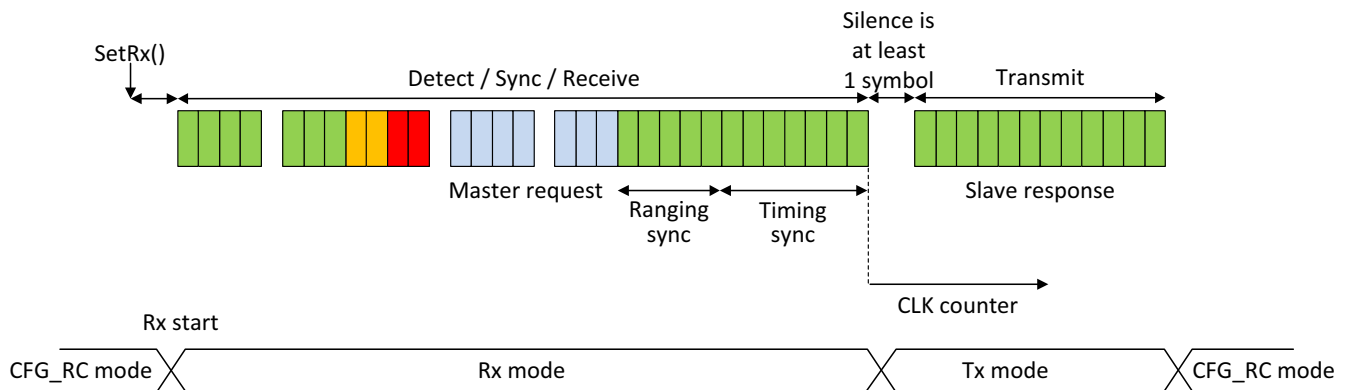 Silence is
at least
1 symbol
SetRx()
Detect / Sync / Receive
Transmit
Master request
Slave response
Ranging
sync
Timing
sync
CLK counter
Rx start
CFG_RC mode
Rx mode
Tx mode
CFG_RC mode